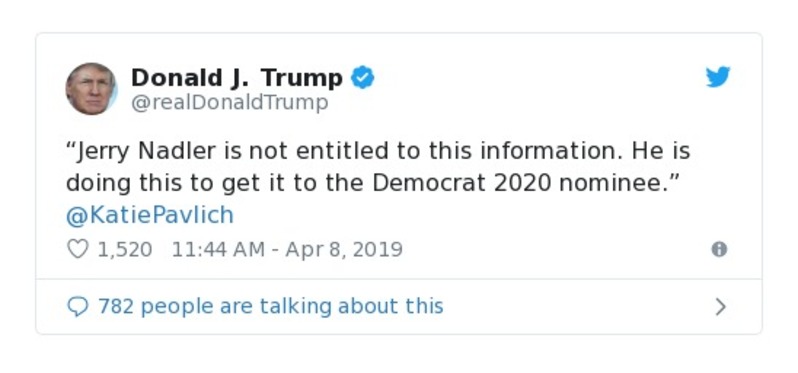 Donald J. Trump
@realDonaldTrump
“Jerry Nadler is not entitled to this information. He is
doing this to get it to the Democrat 2020 nominee.”
@KatiePavlich
1,520 11:44 AM - Apr 8, 2019
782 people are talking about this